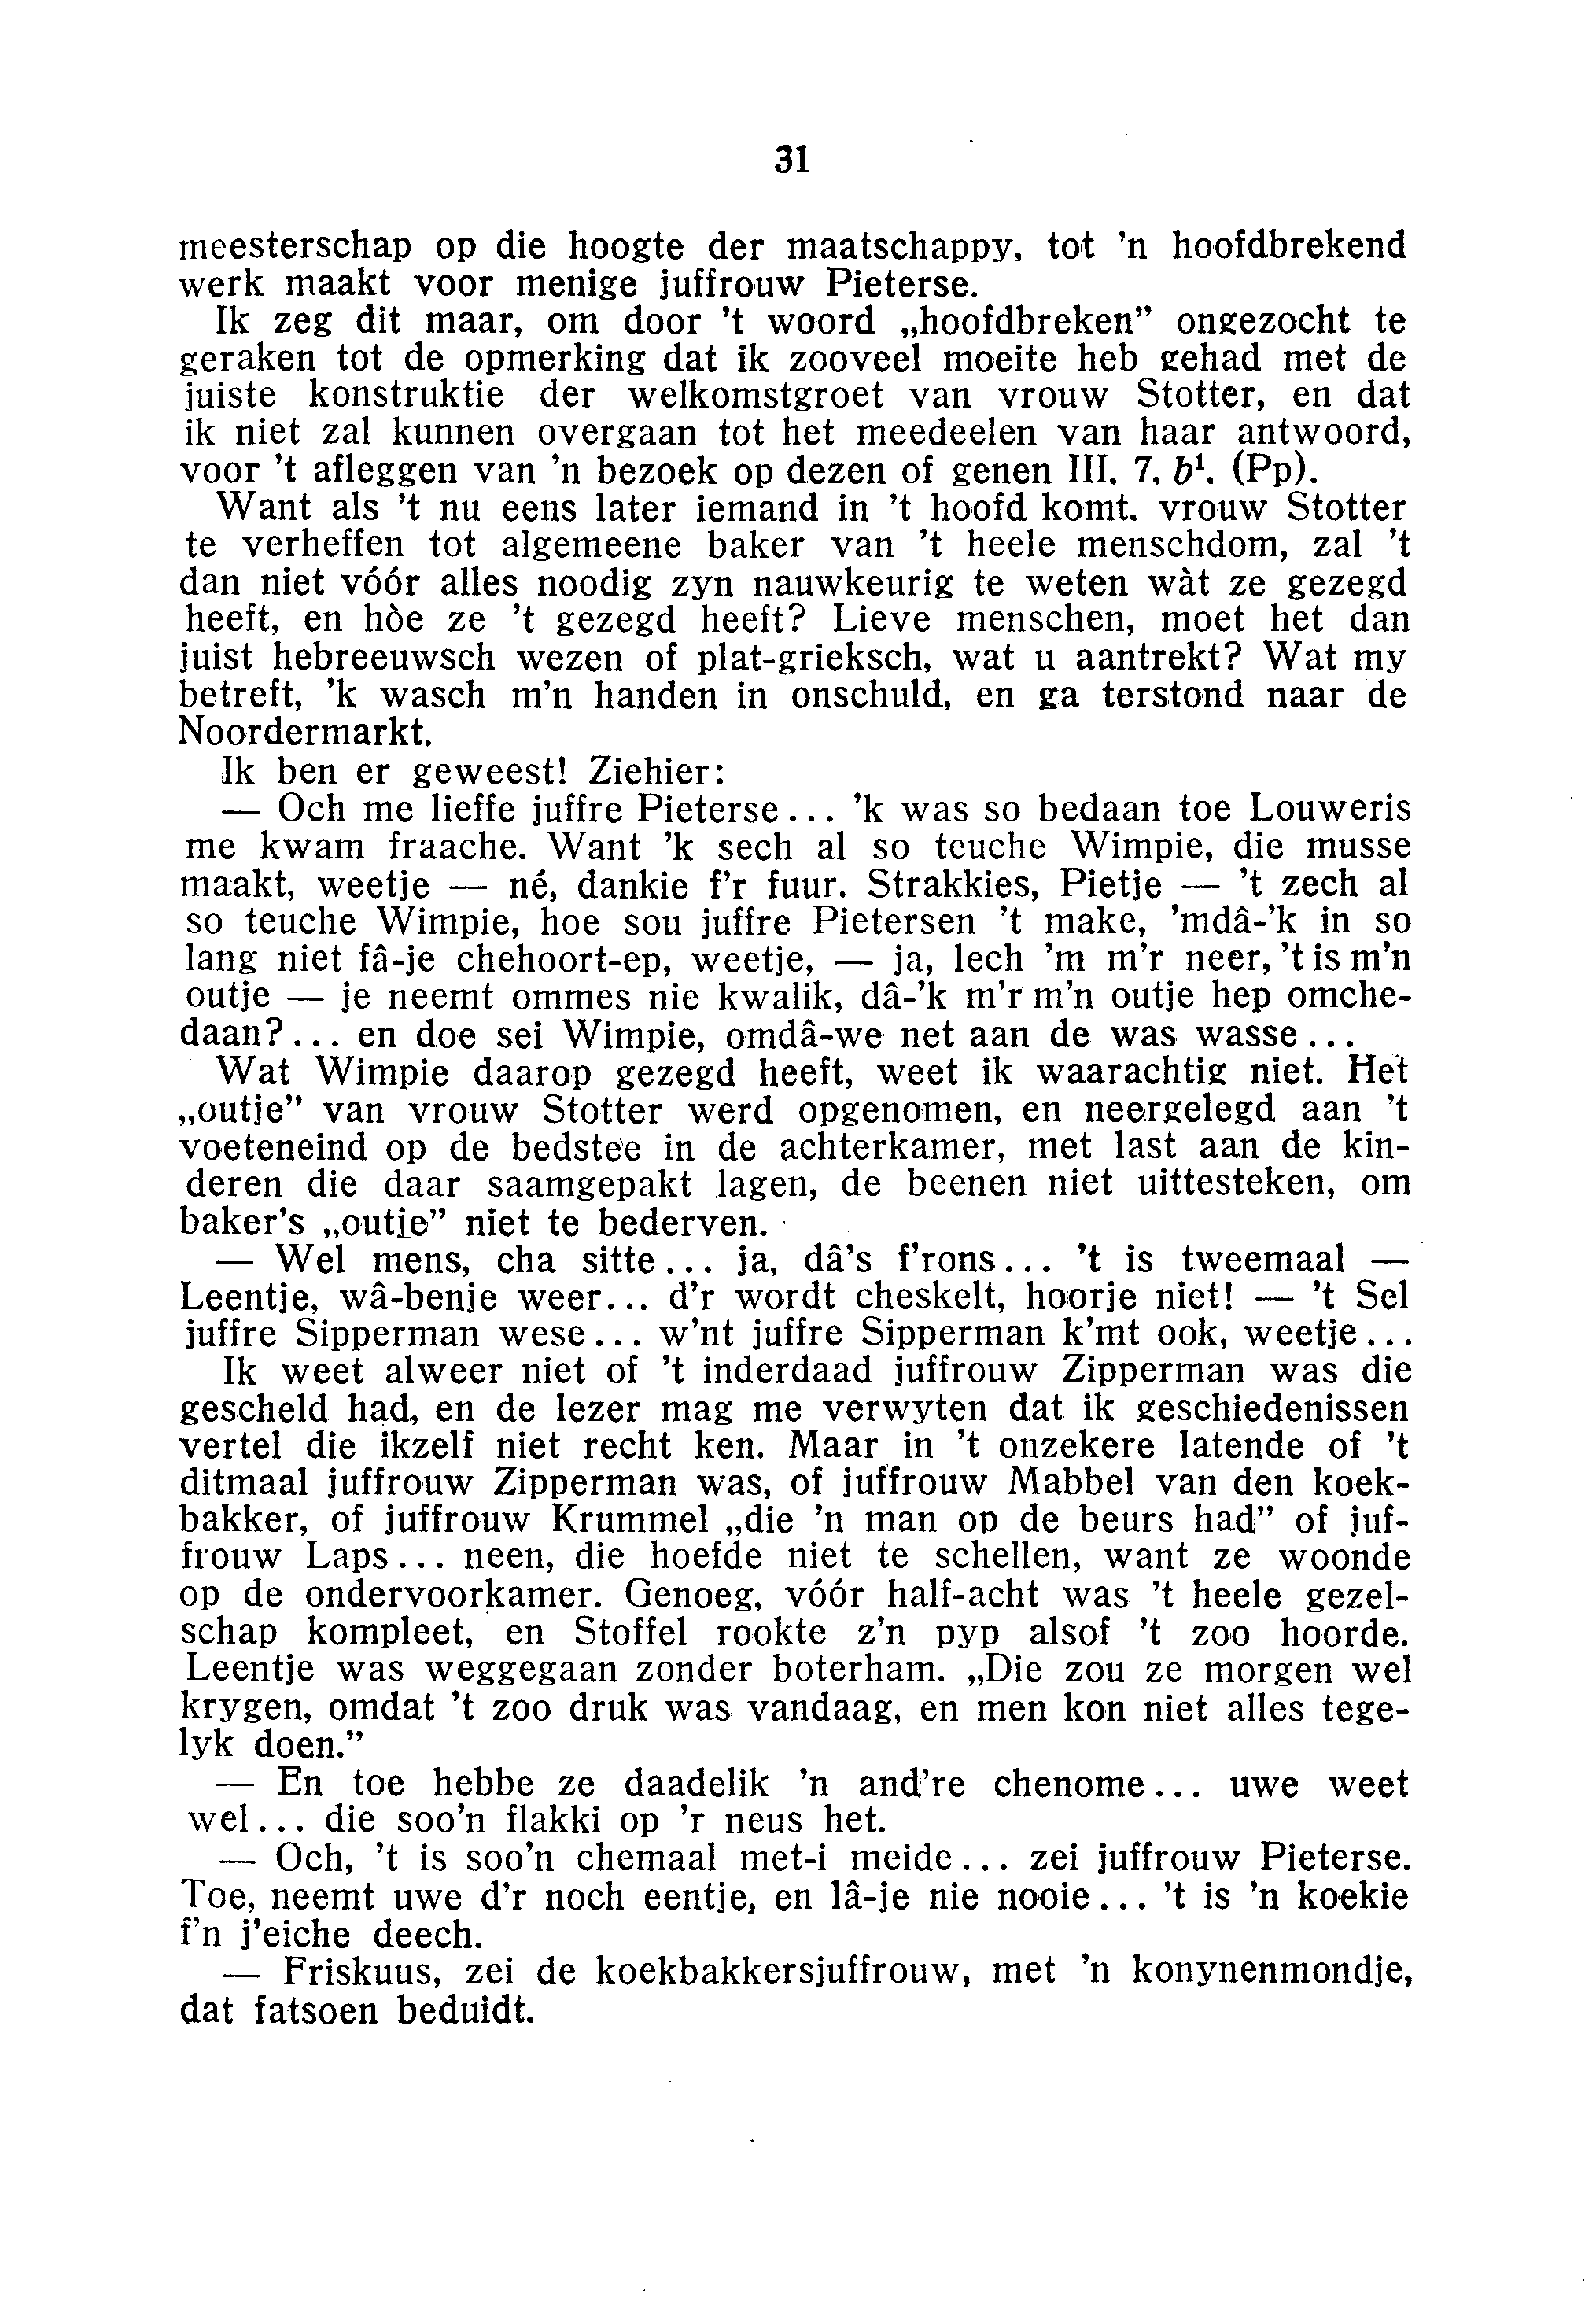 31
meesterschap op die hoogte der maatschappy, tot 'n hoofdbrekend
werk maakt voor menige juffrouw Pieterse.
Ik zeg dit maar, om door 't woord „hoofdbreken” ongezocht te
geraken tot de opmerking dat ik zooveel moeite heb gehad met de
juiste konstruktie der welkomstgroet van vrouw Stotter, en dat
ik niet zal kunnen overgaan tot het meedeelen van haar antwoord,
voor 't afleggen van 'n bezoek op dezen of genen III. 7. b¹. (Pp).
Want als 't nu eens later iemand in 't hoofd komt. vrouw Stotter
te verheffen tot algemeene baker van 't heele menschdom, zal 't
dan niet vóór alles noodig zyn nauwkeurig te weten wàt ze gezegd
heeft, en hòe ze 't gezegd heeft? Lieve menschen, moet het dan
juist hebreeuwsch wezen of plat-grieksch, wat u aantrekt? Wat my
betreft, 'k wasch m'n handen in onschuld, en ga terstond naar de
Noordermarkt.
Ik ben er geweest! Ziehier:
— Och me lieffe juffre Pieterse... 'k was so bedaan toe Louweris
me kwam fraache. Want 'k sech al so teuche Wimpie, die musse
maakt, weetje — né, dankie f'r fuur. Strakkies, Pietje — 't zech al
so teuche Wimpie, hoe sou juffre Pietersen 't make, 'mdâ-'k in so
lang niet fâ-je chehoort-ep, weetje, — ja, lech 'm m'r neer, 't is m'n
outje — je neemt ommes nie kwalik, dâ-'k m'r m'n outje hep omche-
daan?... en doe sei Wimpie, omdâ-we net aan de was wasse...
Wat Wimpie daarop gezegd heeft, weet ik waarachtig niet. Het
„outje” van vrouw Stotter werd opgenomen, en neergelegd aan 't
voeteneind op de bedstee in de achterkamer, met last aan de kin-
deren die daar saamgepakt lagen, de beenen niet uittesteken, om
baker's „outje” niet te bederven.
— Wel mens, cha sitte... ja, dâ's f'rons... 't is tweemaal —
Leentje, wâ-benje weer... d'r wordt cheskelt, hoorje niet! — 't Sel
juffre Sipperman wese... w'nt juffre Sipperman k'mt ook, weetje...
Ik weet alweer niet of 't inderdaad juffrouw Zipperman was die
gescheld had, en de lezer mag me verwyten dat ik geschiedenissen
vertel die ikzelf niet recht ken. Maar in 't onzekere latende of 't
ditmaal juffrouw Zipperman was, of juffrouw Mabbel van den koek-
bakker, of juffrouw Krummel „die 'n man op de beurs had” of juf-
frouw Laps... neen, die hoefde niet te schellen, want ze woonde
op de ondervoorkamer. Genoeg, vóór half-acht was 't heele gezel-
schap kompleet, en Stoffel rookte z'n pyp alsof 't zoo hoorde.
Leentje was weggegaan zonder boterham. „Die zou ze morgen wel
krygen, omdat 't zoo druk was vandaag, en men kon niet alles tege-
lyk doen.”
— En toe hebbe ze daadelik 'n and're chenome... uwe weet
wel... die soo'n flakki op 'r neus het.
— Och, 't is soo'n chemaal met-i meide... zei juffrouw Pieterse.
Toe, neemt uwe d'r noch eentje, en lâ-je nie nooie... 't is 'n koekie
f'n j'eiche deech.
— Friskuus, zei de koekbakkersjuffrouw, met 'n konynenmondje,
dat fatsoen beduidt.